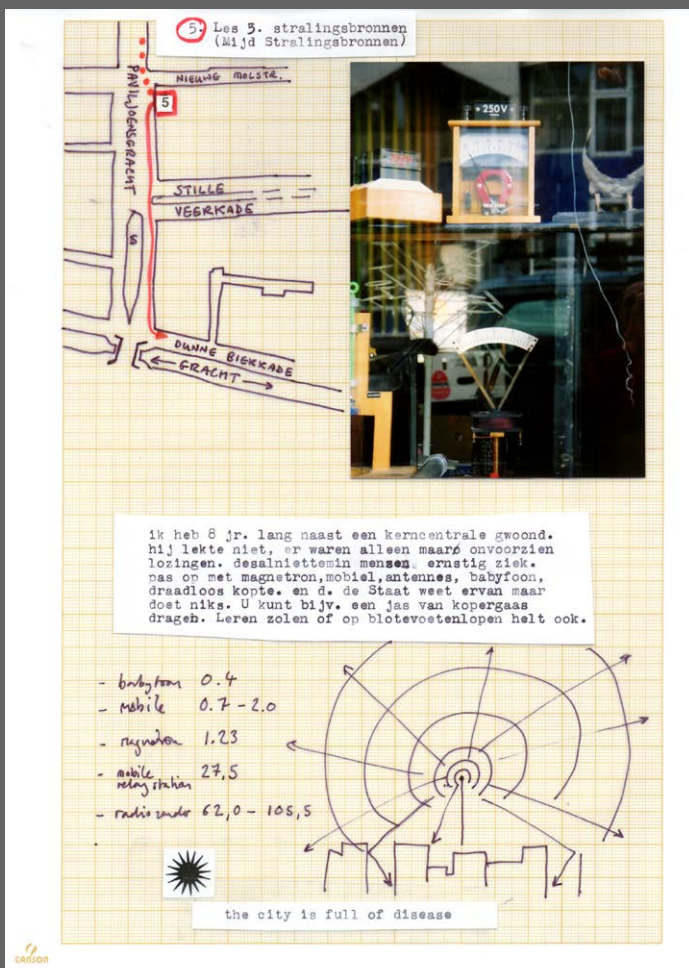 5. Les 3. stralingsbronnen
(Mijd Stralingsbronnen)
NIEUWE MOLSTR.
PAVILJOENSGRACHT
5
STILLE
VEERKADE
S
DUNNE BIERKADE
GRACHT
250V
ik heb 8 jr. lang naast een kerncentrale gwoond.
hij lekte niet, er waren alleen maar onvoorzien
lozingen. desalniettemin mensen ernstig ziek.
pas op met magnetron,mobiel,antennes, babyfoon,
draadloos kopte. en d. de Staat weet ervan maar
doet niks. U kunt bijv. een jas van kopergaas
dragen. Leren zolen of op blotevoetenlopen helt ook.
- babyfoon 0.4
- mobile 0.7 - 2.0
- magnetron 1.23
- mobile relay station 27,5
- radiozender 62,0 - 105,5
the city is full of disease
CANSON